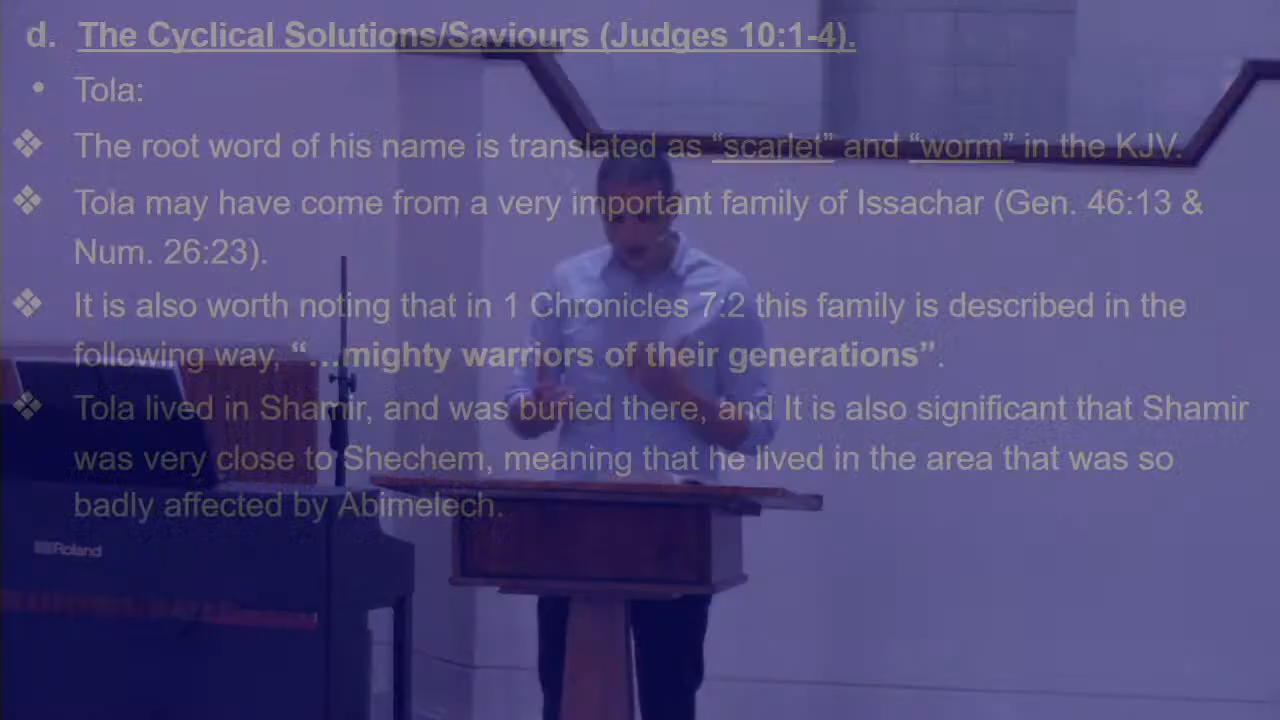 d. The Cyclical Solutions/Saviours (Judges 10:1-4).
• Tola:
❖ The root word of his name is translated as “scarlet” and “worm” in the KJV.
❖ Tola may have come from a very important family of Issachar (Gen. 46:13 &
Num. 26:23).
❖ It is also worth noting that in 1 Chronicles 7:2 this family is described in the
following way, “…mighty warriors of their generations”.
❖ Tola lived in Shamir, and was buried there, and It is also significant that Shamir
was very close to Shechem, meaning that he lived in the area that was so
badly affected by Abimelech.
Roland